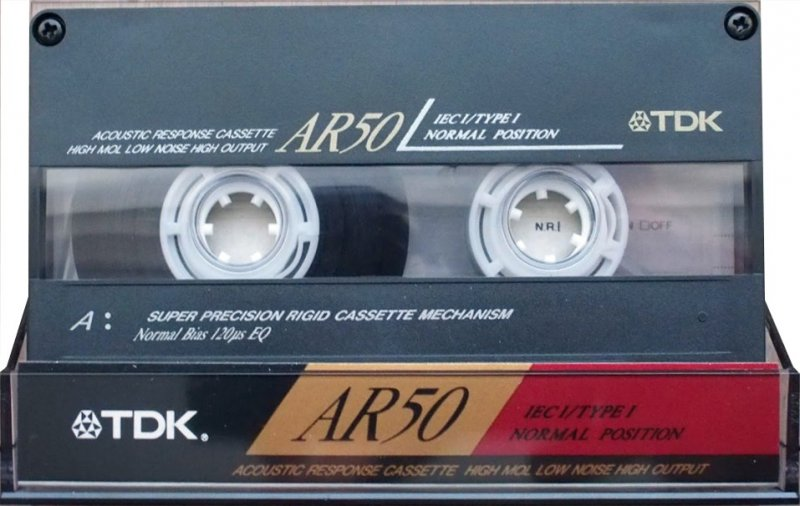 ACOUSTIC RESPONSE CASSETTE
HIGH MOL LOW NOISE HIGH OUTPUT
AR50
IEC I/TYPE I
NORMAL POSITION
TDK
N.R.
OFF
A:
SUPER PRECISION RIGID CASSETTE MECHANISM
Normal Bias 120µs EQ
TDK.
AR50
IEC I/TYPE I
NORMAL POSITION
ACOUSTIC RESPONSE CASSETTE HIGH MOL LOW NOISE HIGH OUTPUT